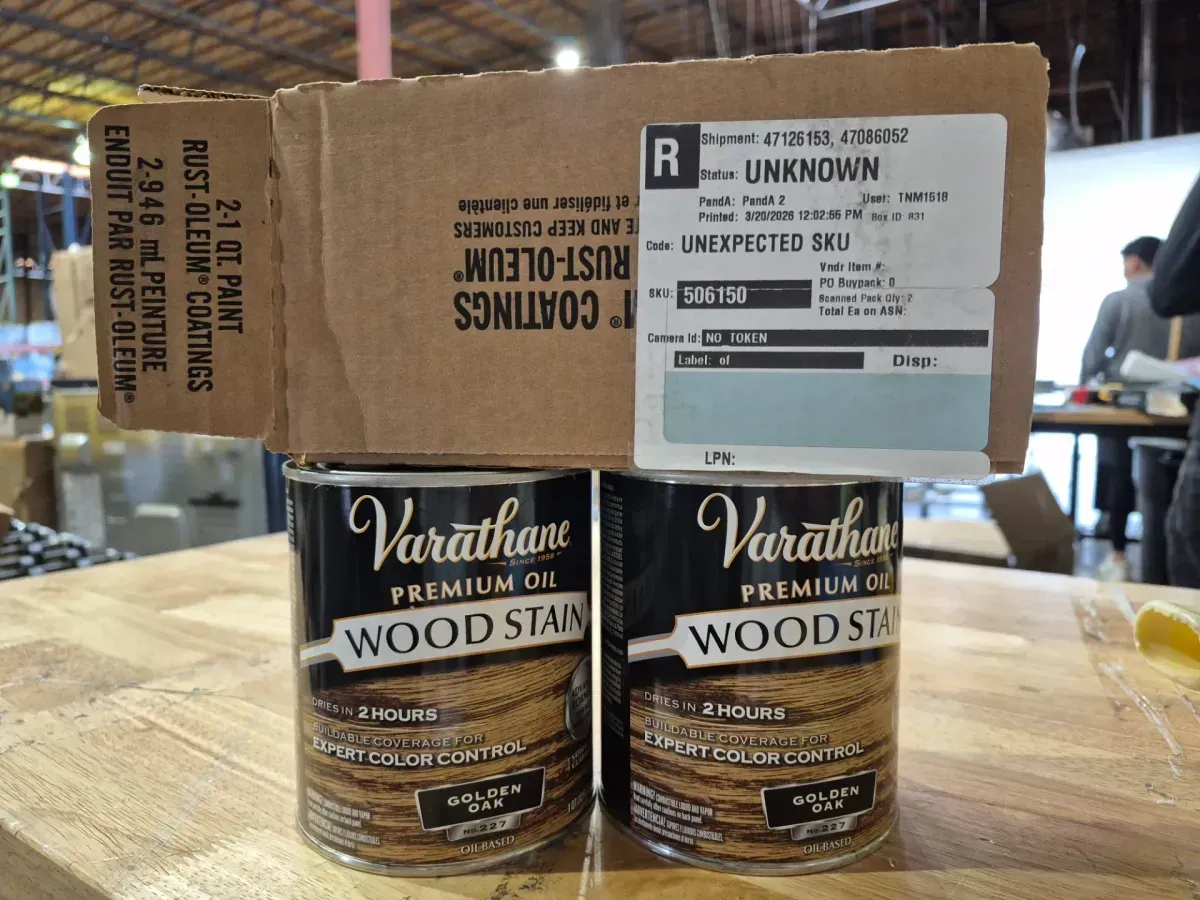 2-1 QT. PAINT
RUST-OLEUM® COATINGS
2-946 mL PEINTURE
ENDUIT PAR RUST-OLEUM®
COATINGS ®
RUST-OLEUM®
E AND KEEP CUSTOMERS
r et fidéliser une clientèle
R
Shipment: 47126153, 47086052
Status: UNKNOWN
PandA: PandA 2 User: TNM1518
Printed: 3/20/2026 12:02:55 PM Box ID: 831
Code: UNEXPECTED SKU
Vndr Item #:
PO Buypack: 0
SKU: 506150
Scanned Pack Qty: 2
Total Ea on ASN:
Camera Id: NO_TOKEN
Label: of Disp:
LPN:
Varathane
SINCE 1958
PREMIUM OIL
WOOD STAIN
DRIES IN 2 HOURS
BUILDABLE COVERAGE FOR
EXPERT COLOR CONTROL
GOLDEN
OAK
No. 227
OIL-BASED
Varathane
SINCE
PREMIUM OIL
WOOD STAIN
DRIES IN 2 HOURS
BUILDABLE COVERAGE FOR
EXPERT COLOR CONTROL
WARNING! COMBUSTIBLE LIQUID AND VAPOR
GOLDEN
OAK
No. 227
OIL-BASED